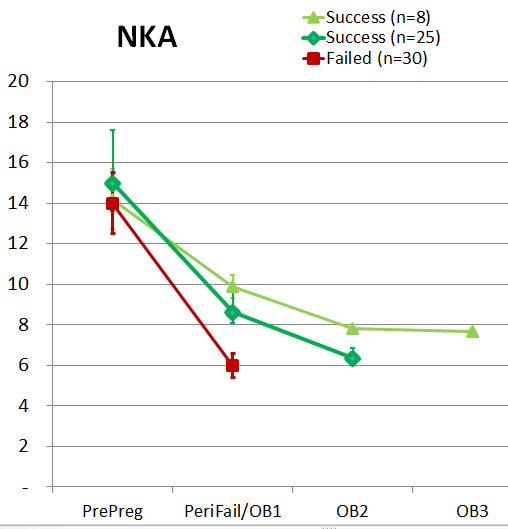 NKA
Success (n=8)
Success (n=25)
Failed (n=30)
20
18
16
14
12
10
8
6
4
2
-
PrePreg PeriFail/OB1 OB2 OB3